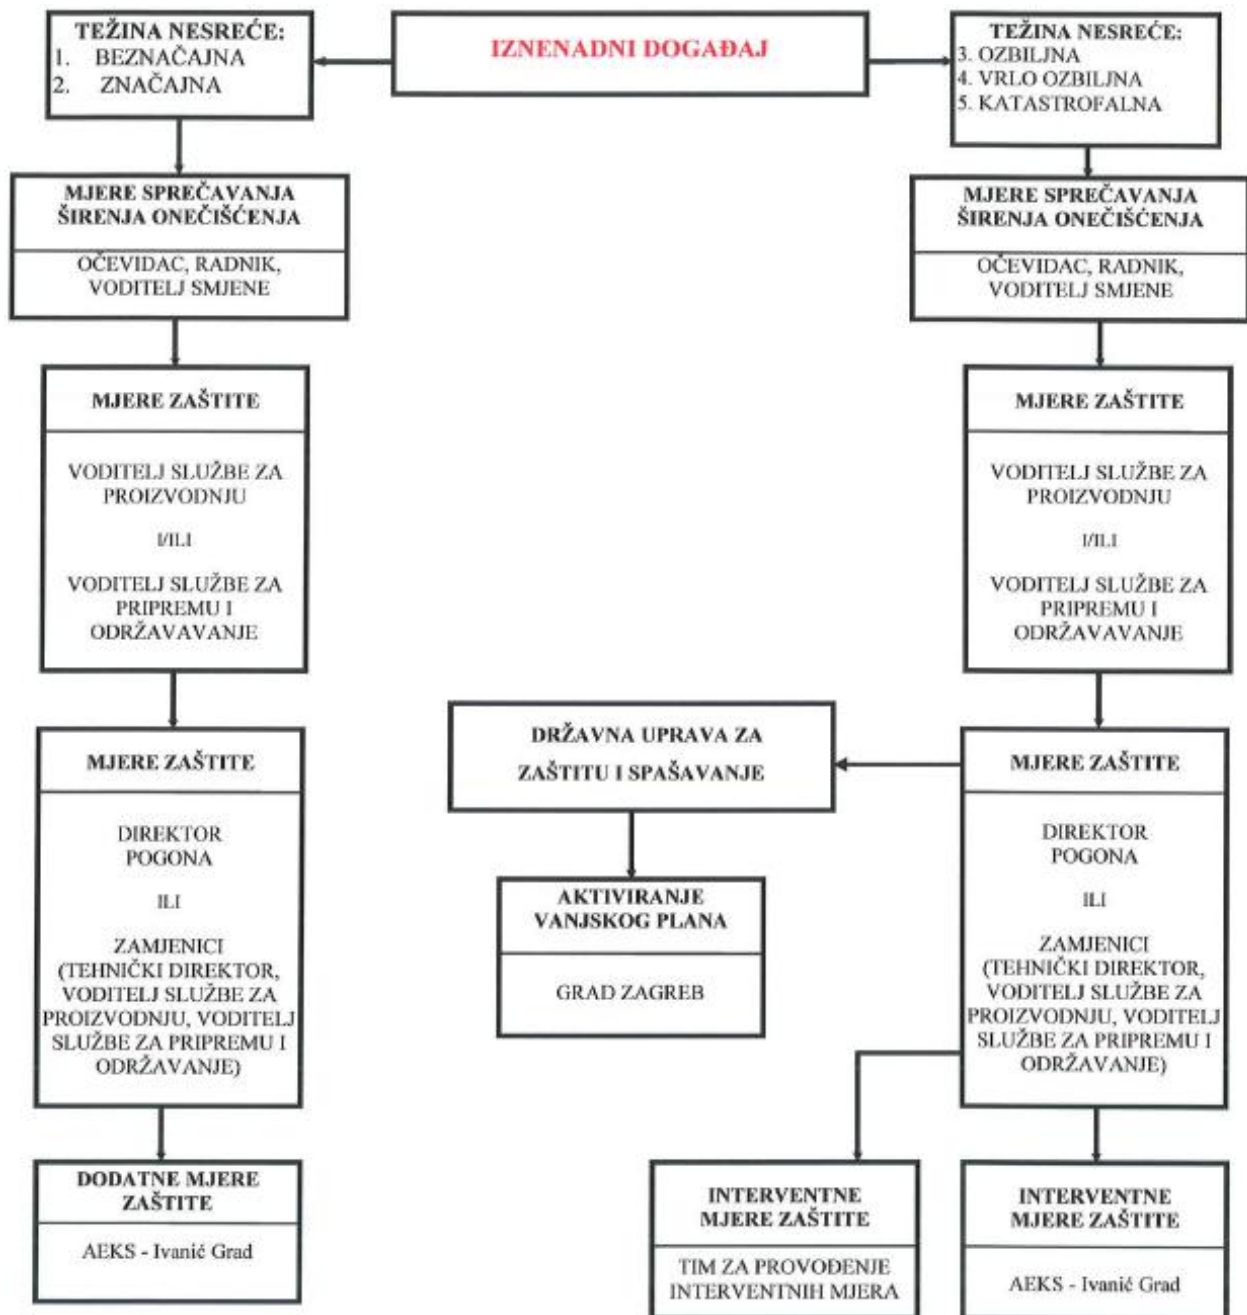 IZNENADNI DOGAĐAJ
TEŽINA NESREĆE:
1. BEZNAČAJNA
2. ZNAČAJNA
MJERE SPREČAVANJA
ŠIRENJA ONEČIŠĆENJA
OČEVIDAC, RADNIK,
VODITELJ SMJENE
MJERE ZAŠTITE
VODITELJ SLUŽBE ZA
PROIZVODNJU
I/ILI
VODITELJ SLUŽBE ZA
PRIPREMU I
ODRŽAVAVANJE
MJERE ZAŠTITE
DIREKTOR
POGONA
ILI
ZAMJENICI
(TEHNIČKI DIREKTOR,
VODITELJ SLUŽBE ZA
PROIZVODNJU, VODITELJ
SLUŽBE ZA PRIPREMU I
ODRŽAVANJE)
DODATNE MJERE
ZAŠTITE
AEKS - Ivanić Grad
TEŽINA NESREĆE:
3. OZBILJNA
4. VRLO OZBILJNA
5. KATASTROFALNA
MJERE SPREČAVANJA
ŠIRENJA ONEČIŠĆENJA
OČEVIDAC, RADNIK,
VODITELJ SMJENE
MJERE ZAŠTITE
VODITELJ SLUŽBE ZA
PROIZVODNJU
I/ILI
VODITELJ SLUŽBE ZA
PRIPREMU I
ODRŽAVAVANJE
MJERE ZAŠTITE
DIREKTOR
POGONA
ILI
ZAMJENICI
(TEHNIČKI DIREKTOR,
VODITELJ SLUŽBE ZA
PROIZVODNJU, VODITELJ
SLUŽBE ZA PRIPREMU I
ODRŽAVANJE)
DRŽAVNA UPRAVA ZA
ZAŠTITU I SPAŠAVANJE
AKTIVIRANJE
VANJSKOG PLANA
GRAD ZAGREB
INTERVENTNE
MJERE ZAŠTITE
TIM ZA PROVOĐENJE
INTERVENTNIH MJERA
INTERVENTNE
MJERE ZAŠTITE
AEKS - Ivanić Grad